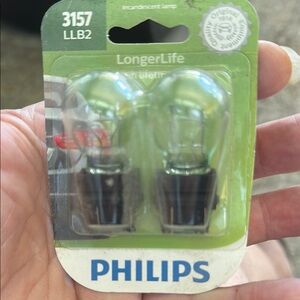 Incandescent lamp
3157
LLB2
LongerLife
PHILIPS